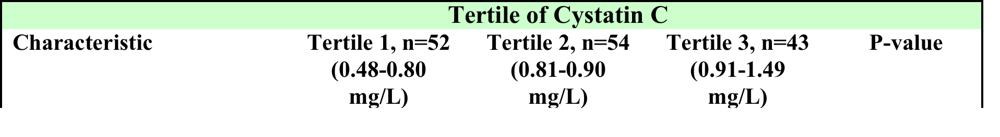 Tertile of Cystatin C
Characteristic Tertile 1, n=52 Tertile 2, n=54 Tertile 3, n=43 P-value
(0.48-0.80 (0.81-0.90 (0.91-1.49
mg/L) mg/L) mg/L)